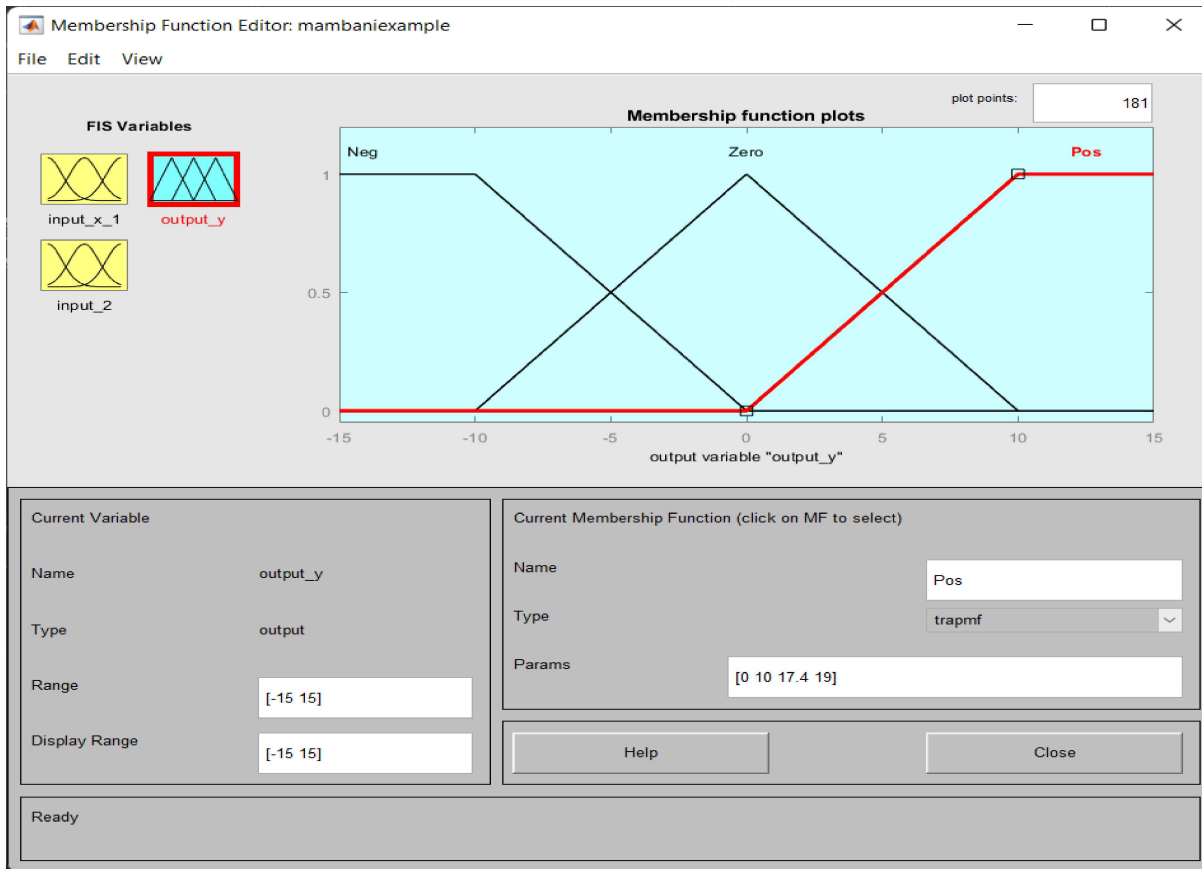 Membership Function Editor: mambaniexample
File Edit View
plot points: 181
FIS Variables
input_x_1
output_y
input_2
Membership function plots
Neg Zero Pos
1
0.5
0
-15 -10 -5 0 5 10 15
output variable "output_y"
Current Variable
Name output_y
Type output
Range [-15 15]
Display Range [-15 15]
Current Membership Function (click on MF to select)
Name Pos
Type trapmf
Params [0 10 17.4 19]
Help Close
Ready